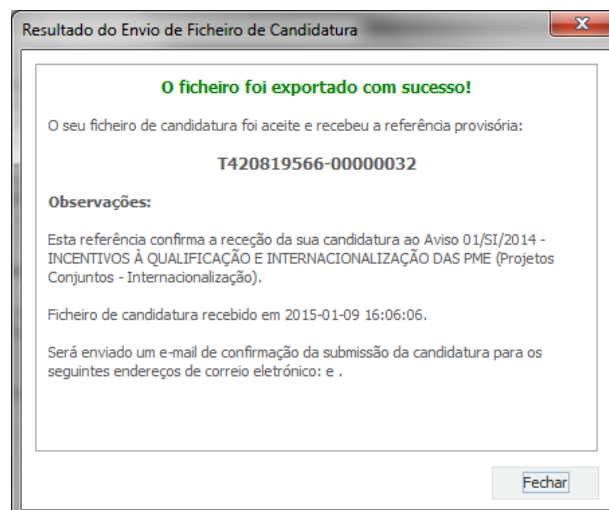 Resultado do Envio de Ficheiro de Candidatura
O ficheiro foi exportado com sucesso!
O seu ficheiro de candidatura foi aceite e recebeu a referência provisória:
T420819566-00000032
Observações:
Esta referência confirma a receção da sua candidatura ao Aviso 01/SI/2014 -
INCENTIVOS À QUALIFICAÇÃO E INTERNACIONALIZAÇÃO DAS PME (Projetos
Conjuntos - Internacionalização).
Ficheiro de candidatura recebido em 2015-01-09 16:06:06.
Será enviado um e-mail de confirmação da submissão da candidatura para os
seguintes endereços de correio eletrónico: e .
Fechar